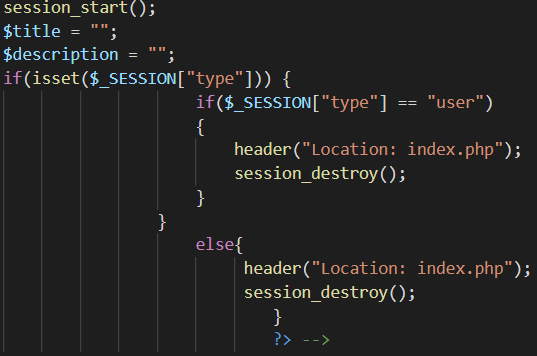 session_start();
$title = "";
$description = "";
if(isset($_SESSION["type"])) {
if($_SESSION["type"] == "user")
{
header("Location: index.php");
session_destroy();
}
}
else{
header("Location: index.php");
session_destroy();
}
?> -->